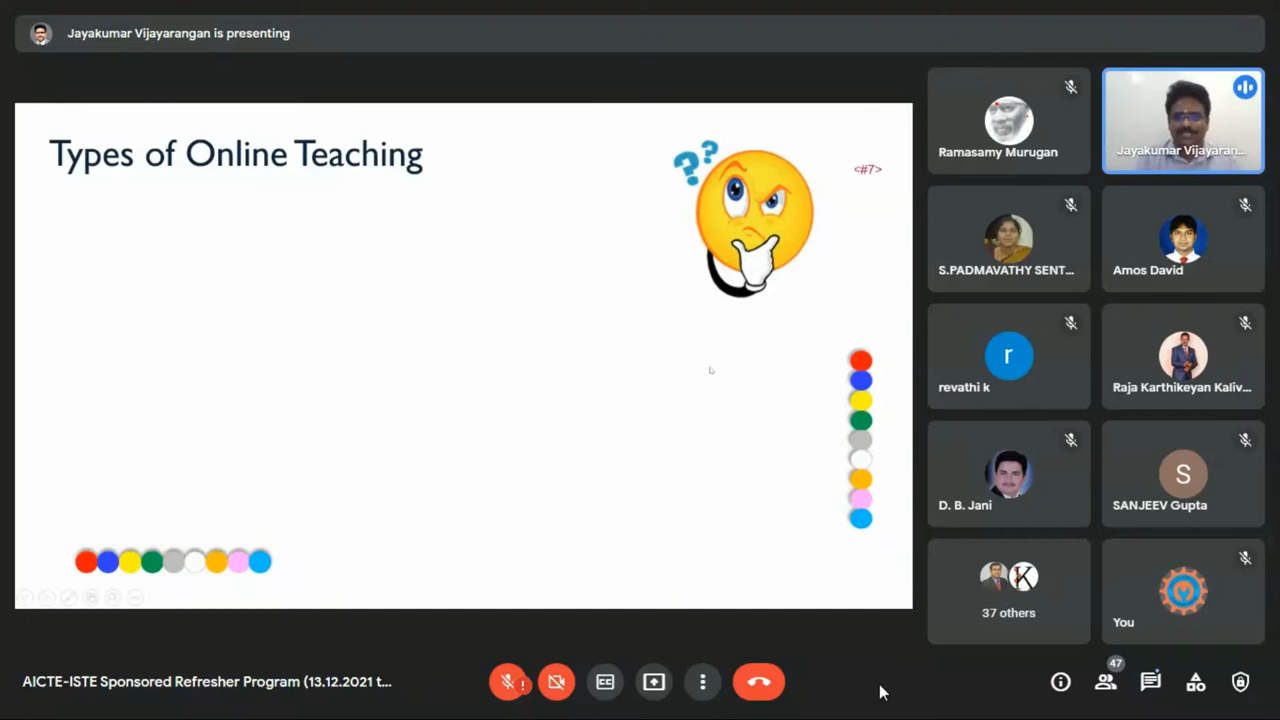 Jayakumar Vijayarangan is presenting
Types of Online Teaching
??
<#7>
Ramasamy Murugan
Jayakumar Vijayaran...
S.PADMAVATHY SENT...
Amos David
r
revathi k
Raja Karthikeyan Kaliv...
D. B. Jani
S
SANJEEV Gupta
K
37 others
You
AICTE-ISTE Sponsored Refresher Program (13.12.2021 t...
!
CC
47